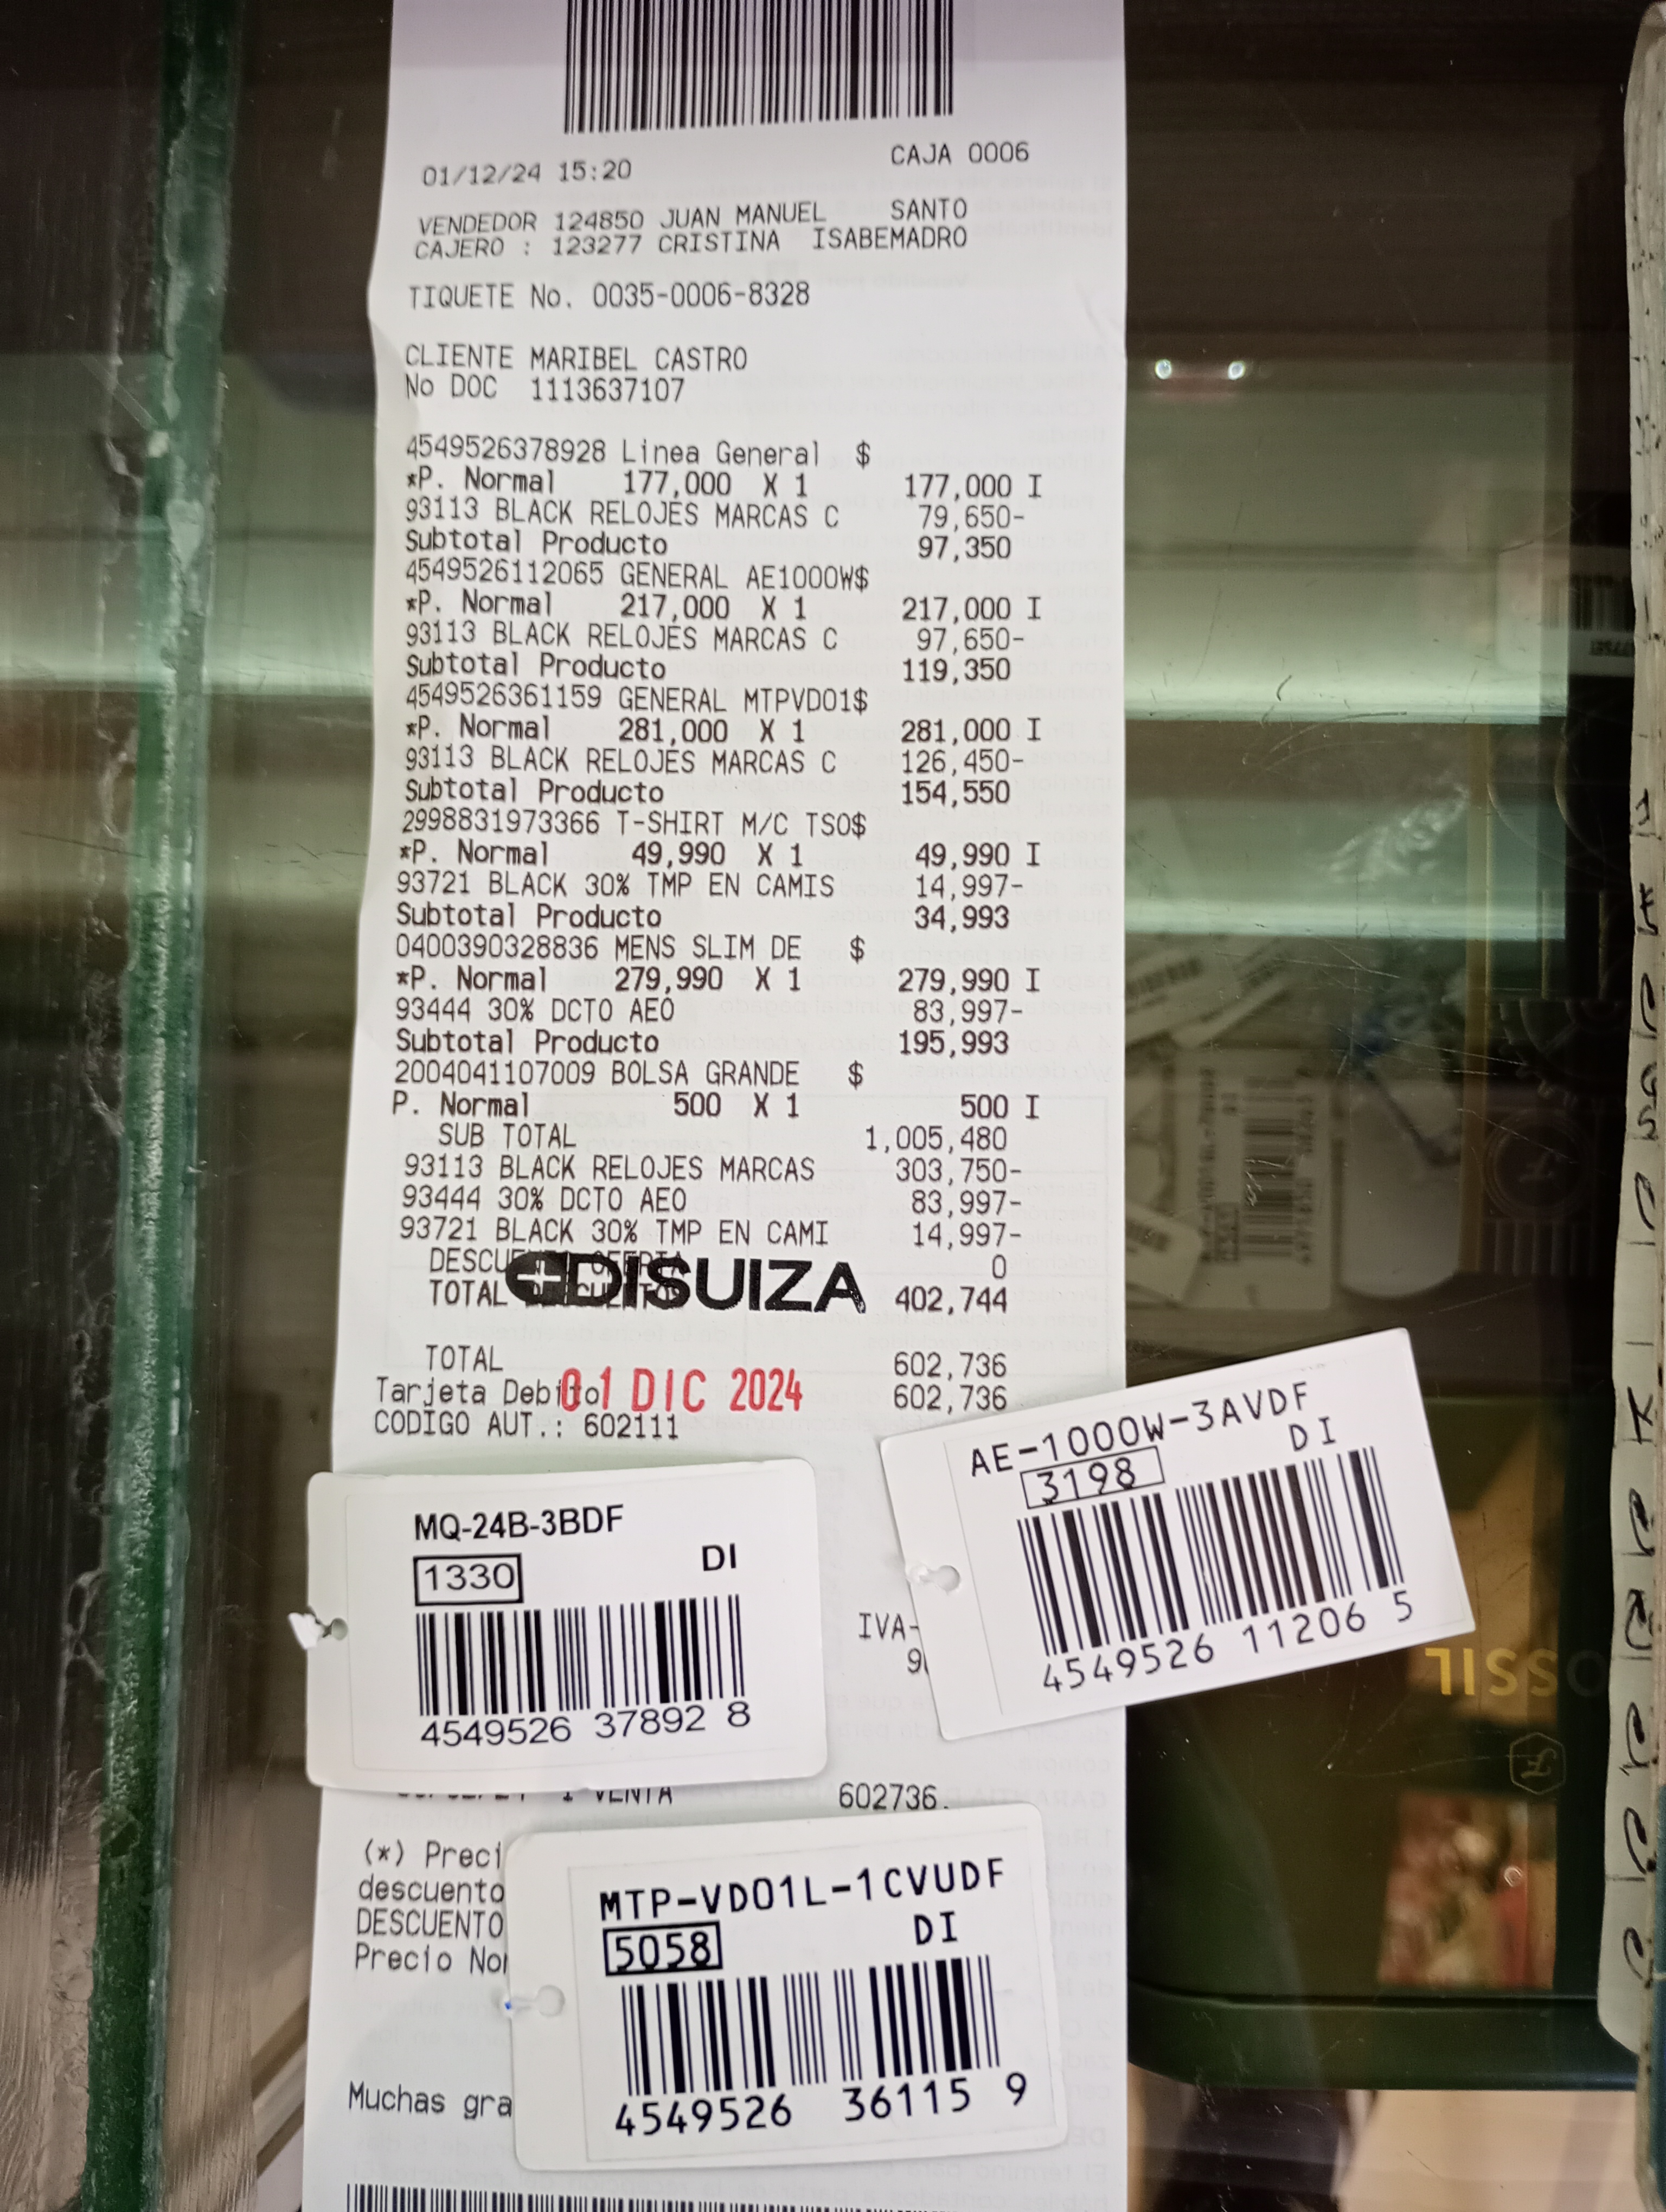 01/12/24 15:20 CAJA 0006
VENDEDOR 124850 JUAN MANUEL SANTO
CAJERO : 123277 CRISTINA ISABEMADRO
TIQUETE No. 0035-0006-8328
CLIENTE MARIBEL CASTRO
No DOC 1113637107
4549526378928 Linea General $
*P. Normal 177,000 X 1 177,000 I
93113 BLACK RELOJES MARCAS C 79,650-
Subtotal Producto 97,350
4549526112065 GENERAL AE1000W$
*P. Normal 217,000 X 1 217,000 I
93113 BLACK RELOJES MARCAS C 97,650-
Subtotal Producto 119,350
4549526361159 GENERAL MTPVD01$
*P. Normal 281,000 X 1 281,000 I
93113 BLACK RELOJES MARCAS C 126,450-
Subtotal Producto 154,550
2998831973366 T-SHIRT M/C TSO$
*P. Normal 49,990 X 1 49,990 I
93721 BLACK 30% TMP EN CAMIS 14,997-
Subtotal Producto 34,993
0400390328836 MENS SLIM DE $
*P. Normal 279,990 X 1 279,990 I
93444 30% DCTO AEO 83,997-
Subtotal Producto 195,993
2004041107009 BOLSA GRANDE $
P. Normal 500 X 1 500 I
SUB TOTAL 1,005,480
93113 BLACK RELOJES MARCAS 303,750-
93444 30% DCTO AEO 83,997-
93721 BLACK 30% TMP EN CAMI 14,997-
DESCUENTO OFERTA 0
TOTAL DESCUENTOS 402,744
DISUIZA
TOTAL 602,736
Tarjeta Debito 602,736
01 DIC 2024
CODIGO AUT.: 602111
AE-1000W-3AVDF
DI
3198
4549526 11206 5
MQ-24B-3BDF
DI
1330
4549526 37892 8
IVA-
VENTA 602736.
(*) Preci
descuento
DESCUENTO
Precio Nor
MTP-VD01L-1CVUDF
DI
5058
4549526 36115 9
Muchas gra